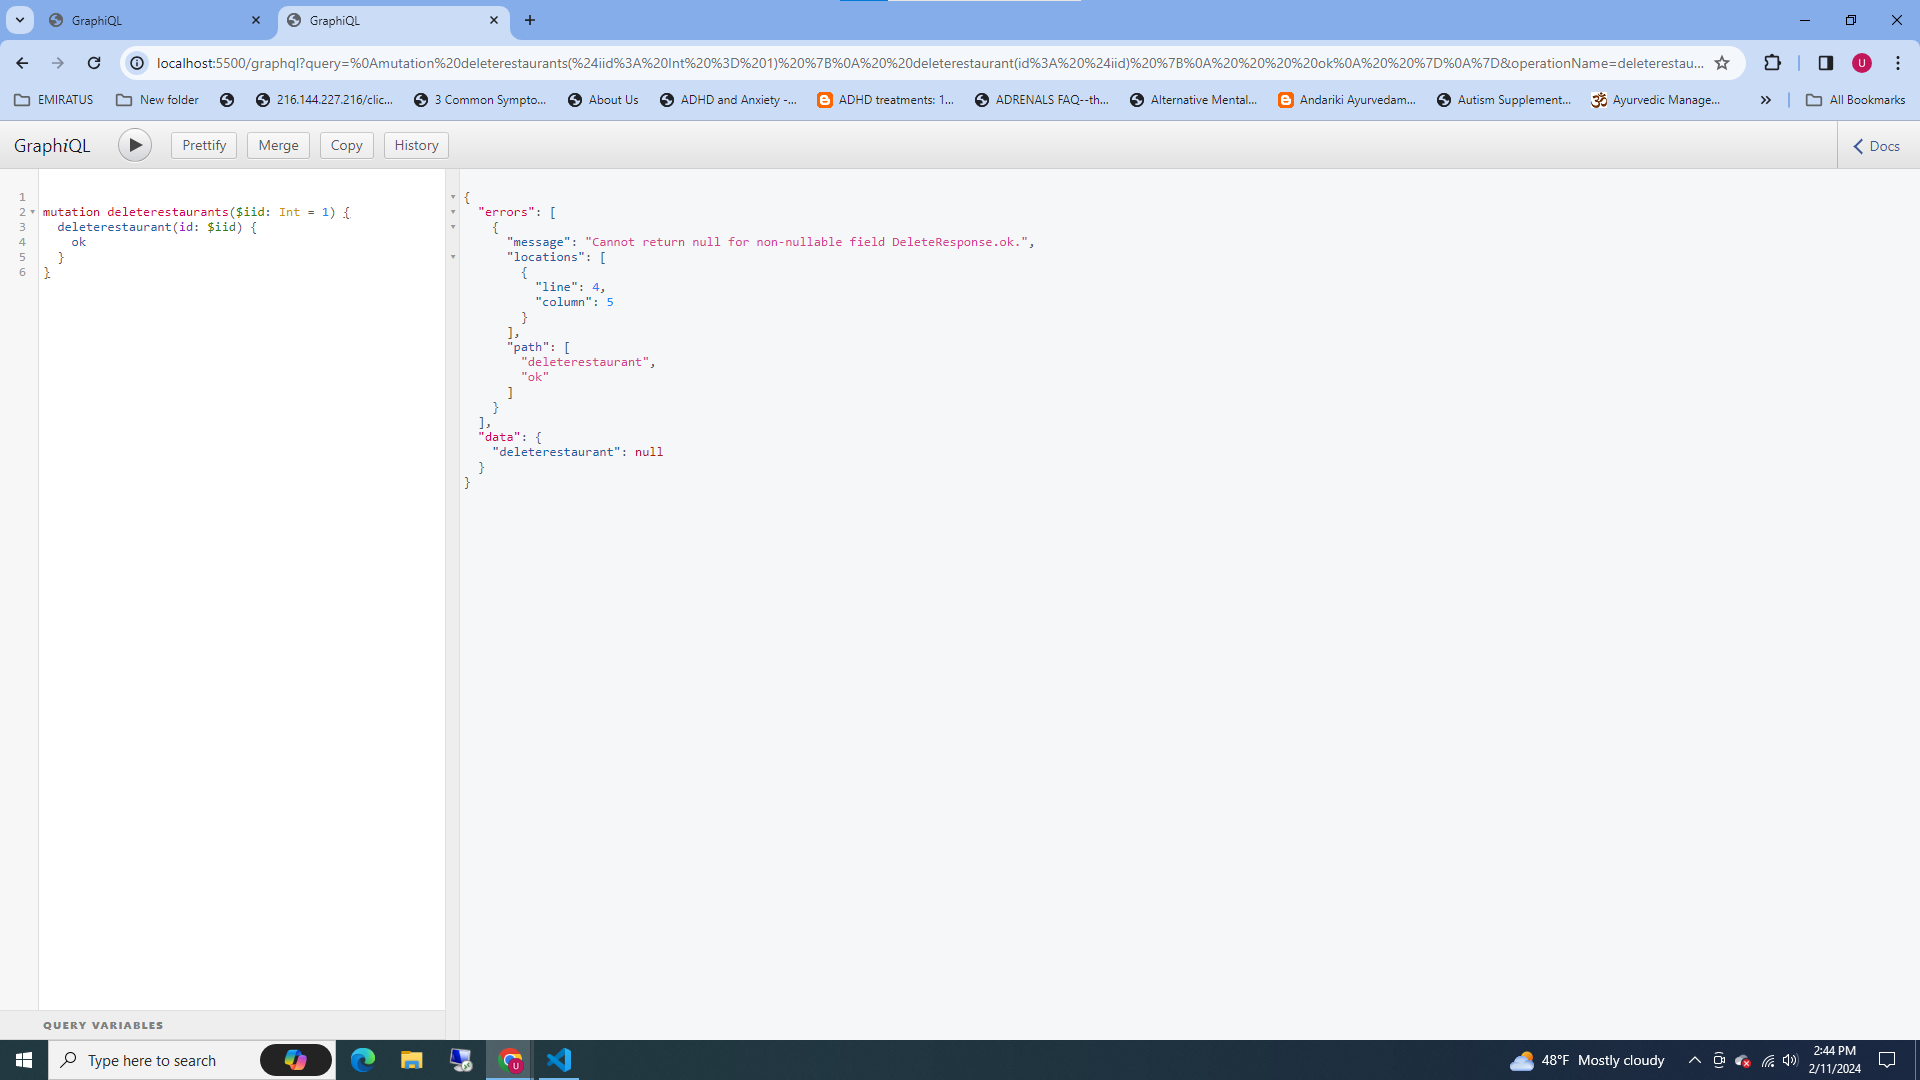 GraphiQL
GraphiQL
localhost:5500/graphql?query=%0Amutation%20deleterestaurants(%24iid%3A%20Int%20%3D%201)%20%7B%0A%20%20deleterestaurant(id%3A%20%24iid)%20%7B%0A%20%20%20%20ok%0A%20%20%7D%0A%7D&operationName=deleterestau...
U
EMIRATUS
New folder
216.144.227.216/clic...
3 Common Sympto...
About Us
ADHD and Anxiety -...
ADHD treatments: 1...
ADRENALS FAQ--th...
Alternative Mental...
Andariki Ayurvedam...
Autism Supplement...
Ayurvedic Manage...
All Bookmarks
GraphiQL
Prettify
Merge
Copy
History
Docs
1
2 mutation deleterestaurants($iid: Int = 1) {
3 deleterestaurant(id: $iid) {
4 ok
5 }
6 }
{
"errors": [
{
"message": "Cannot return null for non-nullable field DeleteResponse.ok.",
"locations": [
{
"line": 4,
"column": 5
}
],
"path": [
"deleterestaurant",
"ok"
]
}
],
"data": {
"deleterestaurant": null
}
}
QUERY VARIABLES
Type here to search
U
48°F Mostly cloudy
2:44 PM
2/11/2024